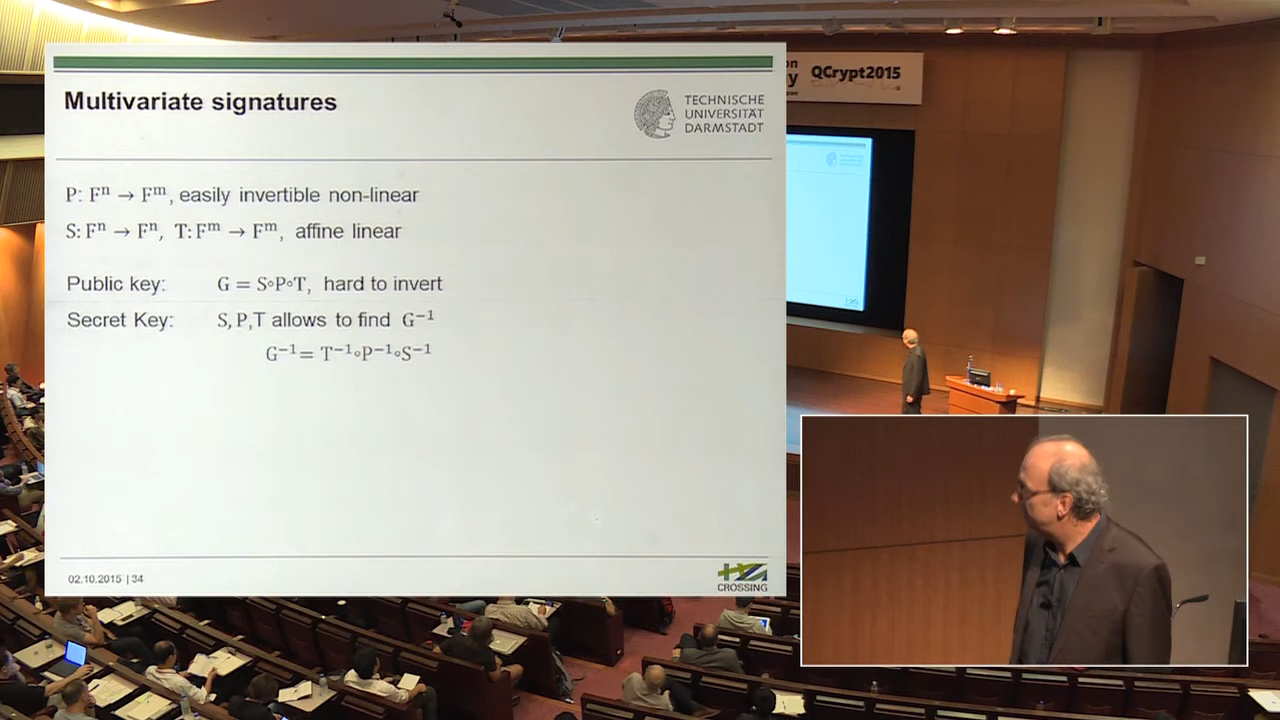 Multivariate signatures
TECHNISCHE
UNIVERSITÄT
DARMSTADT
P: Fⁿ → Fᵐ, easily invertible non-linear
S: Fⁿ → Fⁿ, T: Fᵐ → Fᵐ, affine linear
Public key: G = S∘P∘T, hard to invert
Secret Key: S, P,T allows to find G⁻¹
G⁻¹= T⁻¹∘P⁻¹∘S⁻¹
02.10.2015 | 34
CROSSING
QCrypt2015